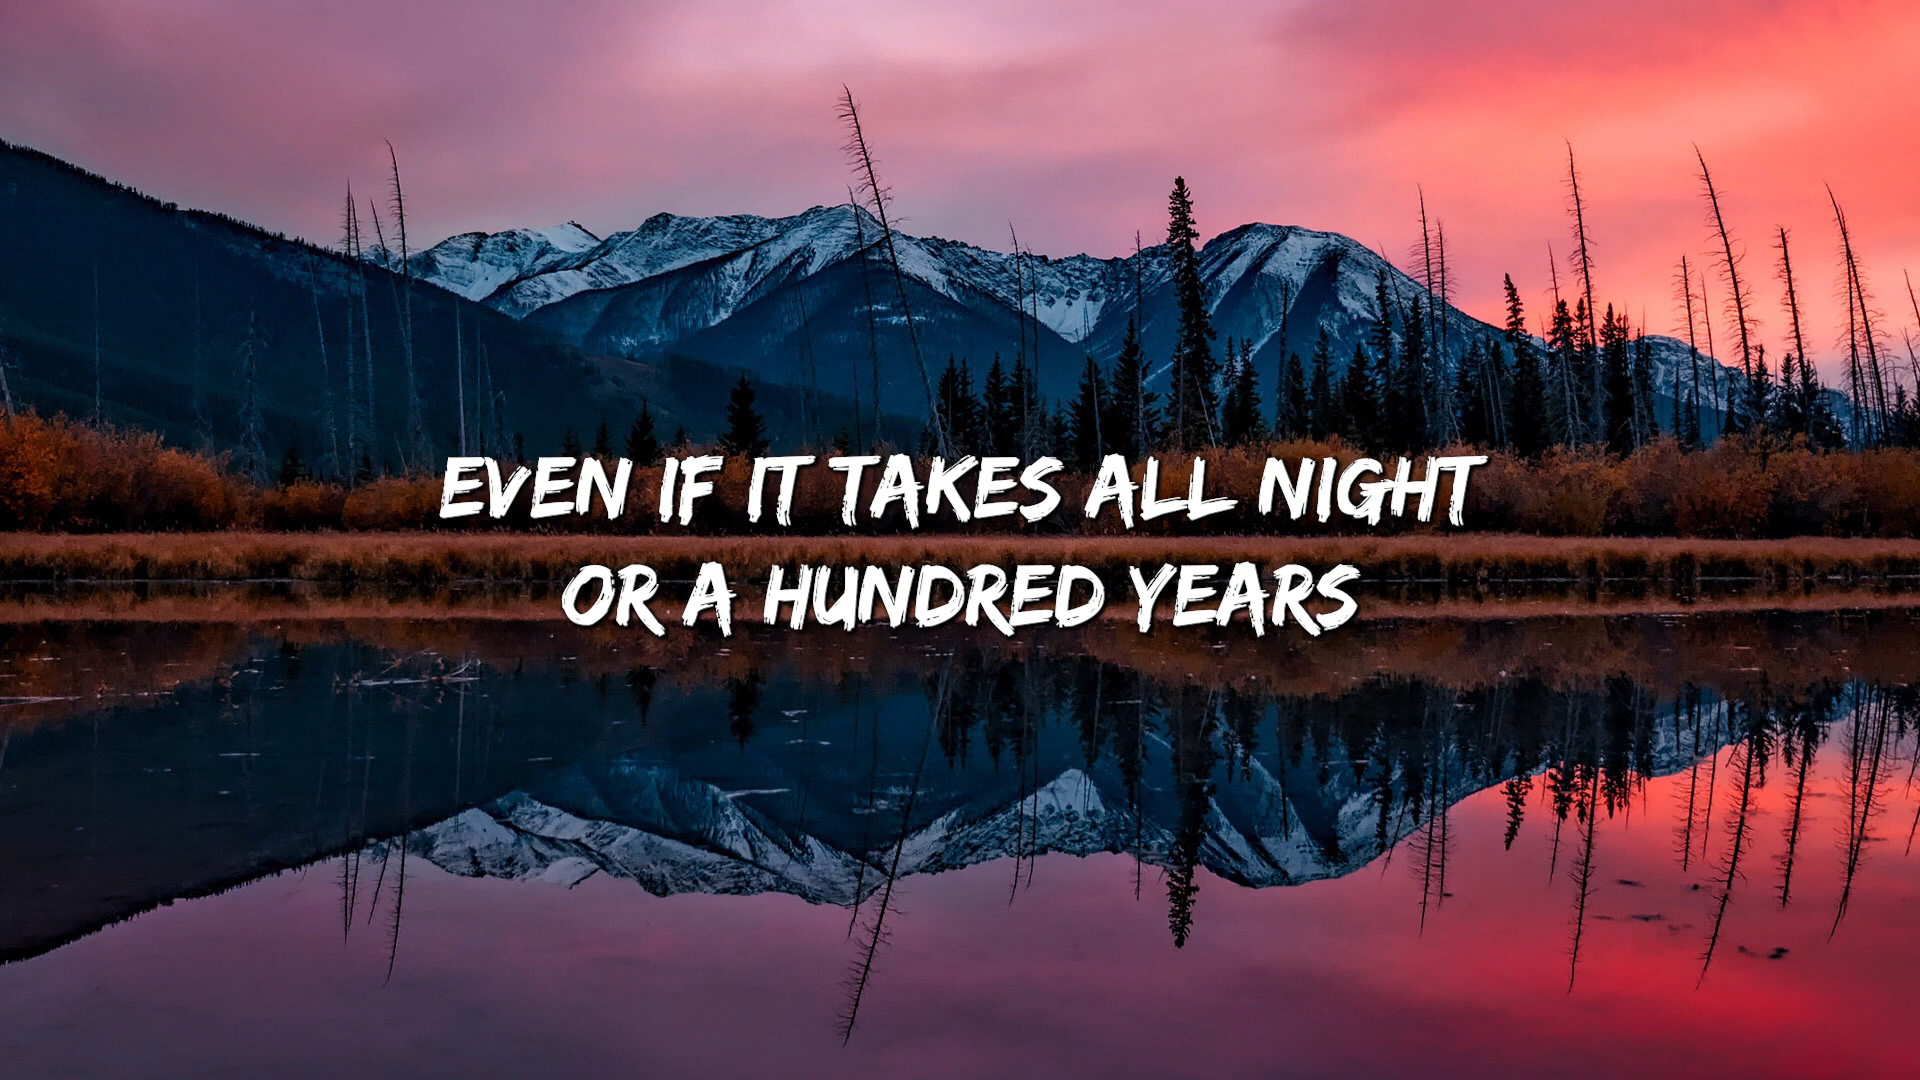 EVEN IF IT TAKES ALL NIGHT
OR A HUNDRED YEARS